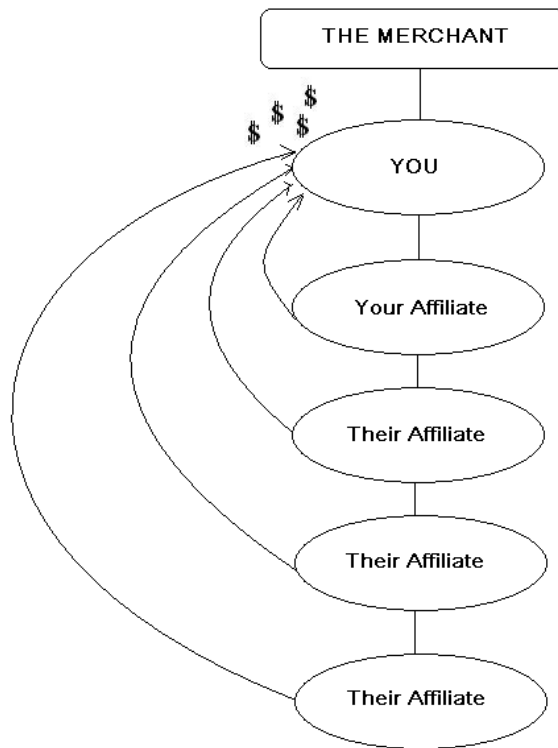 THE MERCHANT
$
$
$
$
YOU
Your Affiliate
Their Affiliate
Their Affiliate
Their Affiliate